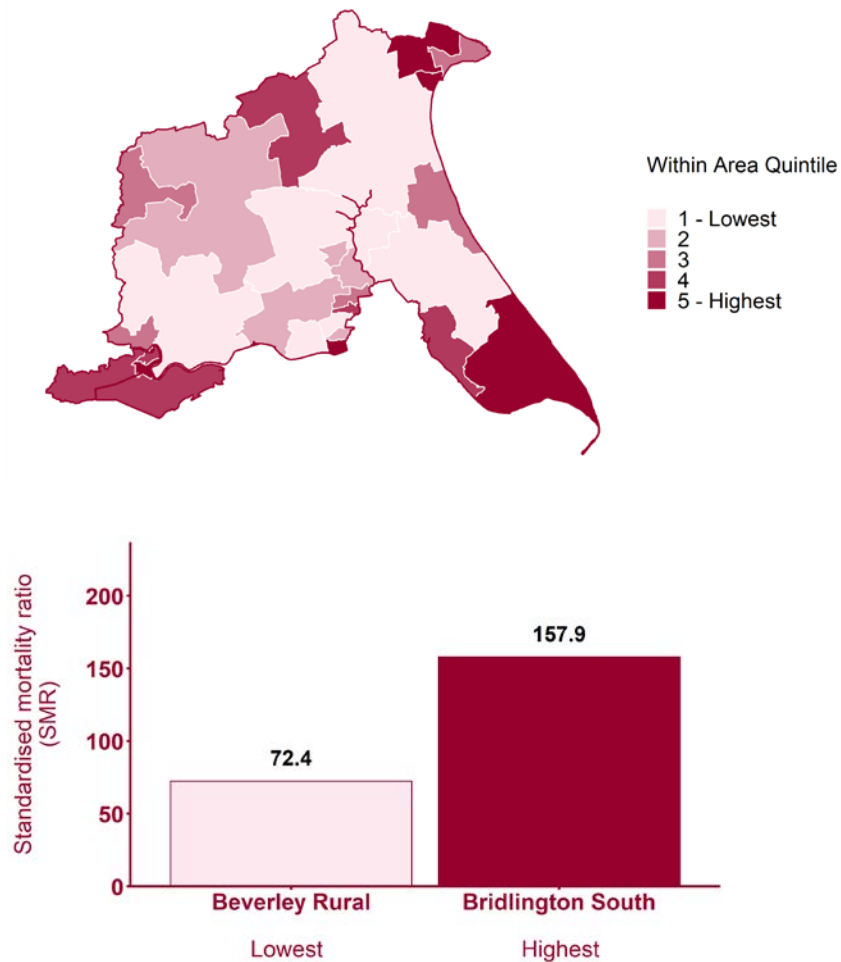 Within Area Quintile
1 - Lowest
2
3
4
5 - Highest
Standardised mortality ratio
(SMR)
200
150
100
50
0
72.4
157.9
Beverley Rural
Bridlington South
Lowest
Highest